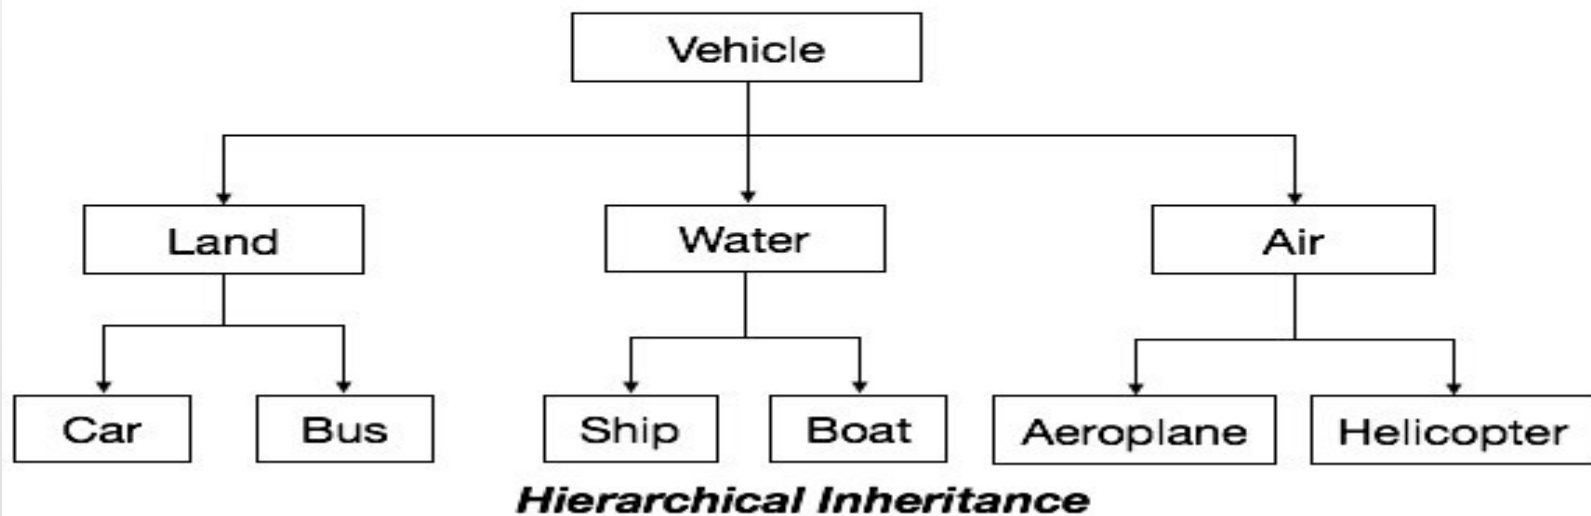 Vehicle
Land Water Air
Car Bus Ship Boat Aeroplane Helicopter
Hierarchical Inheritance